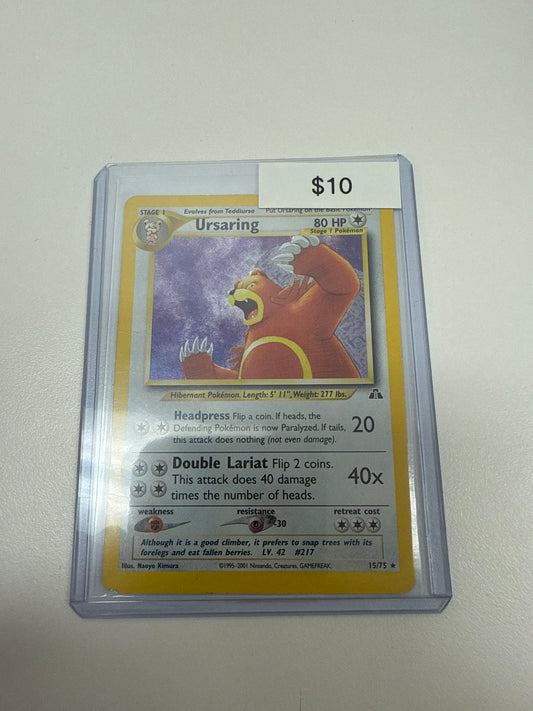 $10
STAGE 1 Evolves from Teddiursa Put Ursaring on the Basic Pokémon
Ursaring 80 HP
Stage 1 Pokémon
Hibernant Pokémon. Length: 5' 11", Weight: 277 lbs.
Headpress Flip a coin. If heads, the
Defending Pokémon is now Paralyzed. If tails, 20
this attack does nothing (not even damage).
Double Lariat Flip 2 coins.
This attack does 40 damage 40x
times the number of heads.
weakness resistance retreat cost
-30
Although it is a good climber, it prefers to snap trees with its
forelegs and eat fallen berries. LV. 42 #217
Illus. Naoyo Kimura ©1995-2001 Nintendo, Creatures, GAMEFREAK. 15/75 ★